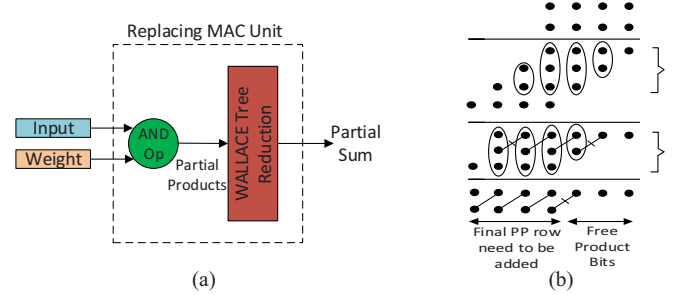 Replacing MAC Unit
Input
Weight
AND
Op
Partial
Products
WALLACE Tree
Reduction
Partial
Sum
(a)
Final PP row
need to be
added
Free
Product
Bits
(b)